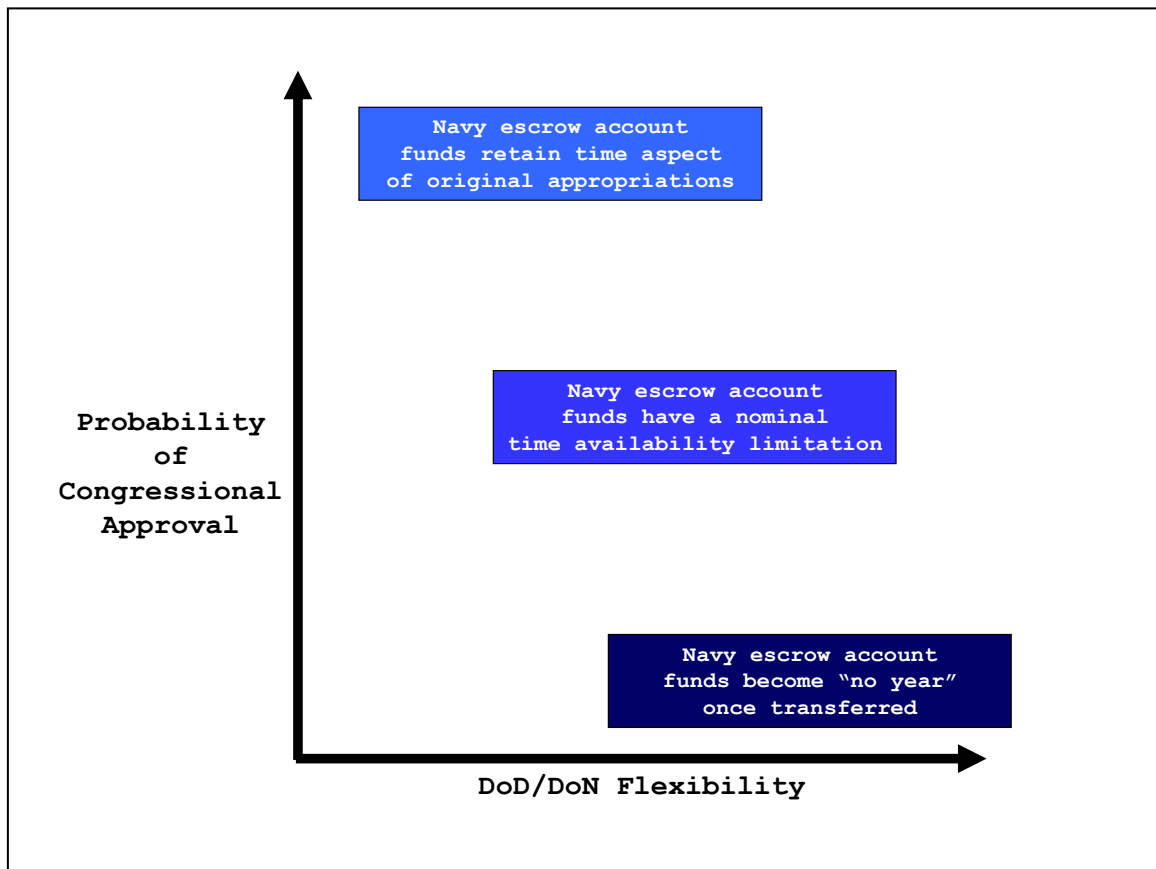 Navy escrow account
funds retain time aspect
of original appropriations
Navy escrow account
funds have a nominal
time availability limitation
Probability
of
Congressional
Approval
Navy escrow account
funds become “no year”
once transferred
DoD/DoN Flexibility